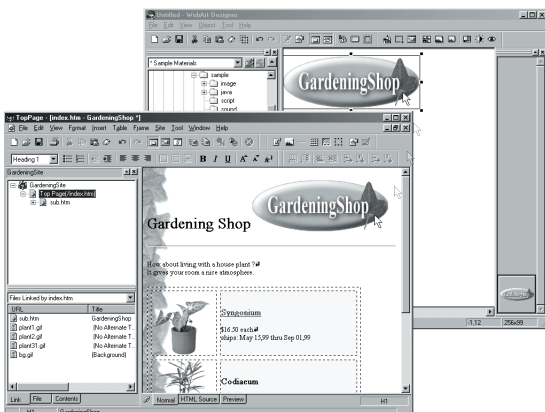 Untitled - WebArt Designer
File Edit View Object Tool Help
* Sample Materials
sample
image
java
script
sound
GardeningShop
TopPage - [index.htm - GardeningShop *]
File Edit View Format Insert Table Frame Site Tool Window Help
Heading 1
B I U A A
GardeningSite
GardeningSite
Top Page(/index.htm)
sub.htm
GardeningShop
Gardening Shop
How about living with a house plant ?
It gives your room a nice atmosphere.
Files Linked by index.htm
URL Title
sub.htm GardeningShop
plant1.gif (No Alternate T...
plant2.gif (No Alternate T...
plant31.gif (No Alternate T...
bg.gif (Background)
Syngonium
$16.50 each
ships: May 15,99 thru Sep 01,99
Codiaeum
GardeningShop
-1,12 256x99
Link File Contents
Normal HTML Source Preview
H1
H1 GardeningShop